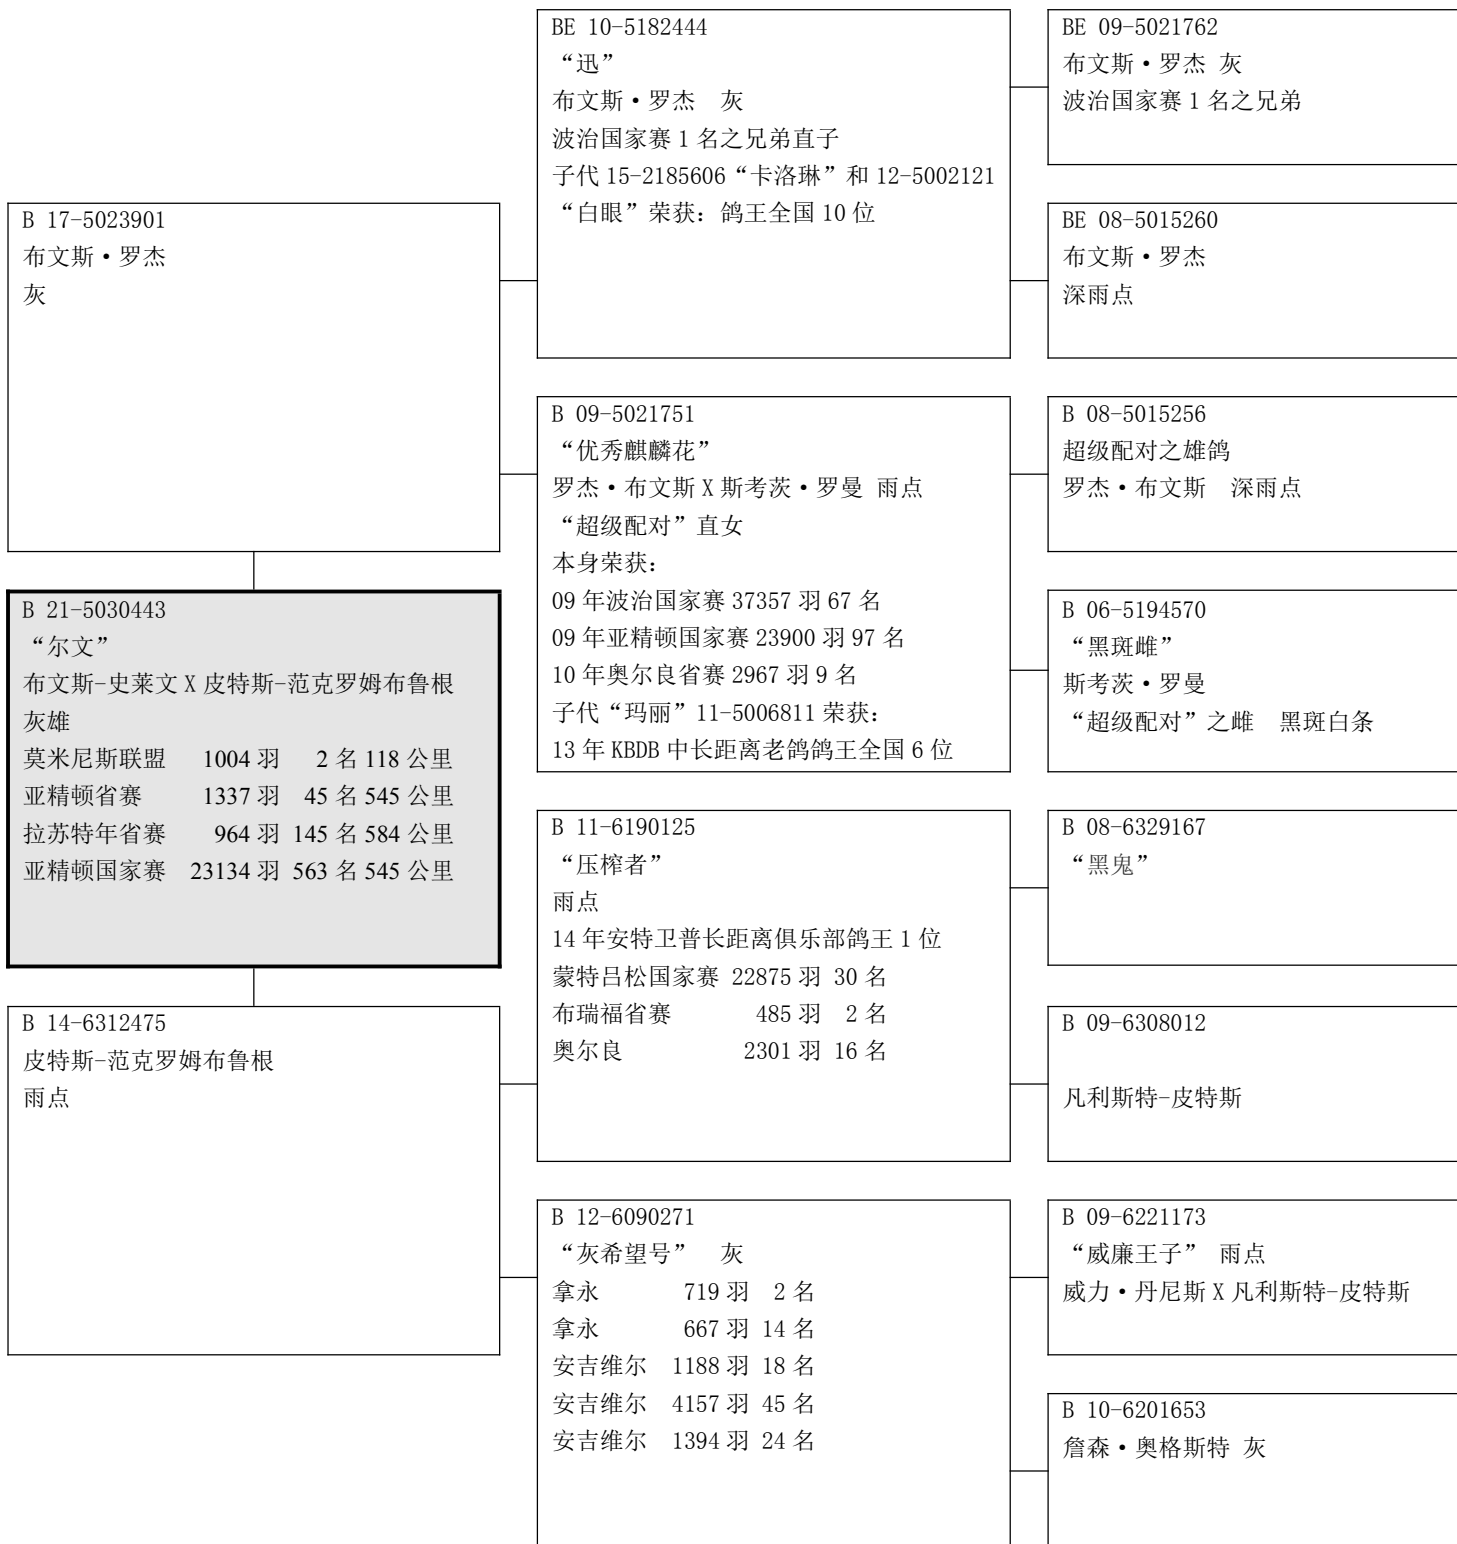 B 17-5023901
布文斯•罗杰
灰
B 21-5030443
“尔文”
布文斯-史莱文 X 皮特斯-范克罗姆布鲁根
灰雄
莫米尼斯联盟 1004 羽 2 名 118 公里
亚精顿省赛 1337 羽 45 名 545 公里
拉苏特年省赛 964 羽 145 名 584 公里
亚精顿国家赛 23134 羽 563 名 545 公里
B 14-6312475
皮特斯-范克罗姆布鲁根
雨点
BE 10-5182444
“迅”
布文斯•罗杰 灰
波治国家赛 1 名之兄弟直子
子代 15-2185606“卡洛琳”和 12-5002121
“白眼”荣获：鸽王全国 10 位
B 09-5021751
“优秀麒麟花”
罗杰•布文斯 X 斯考茨•罗曼 雨点
“超级配对”直女
本身荣获：
09 年波治国家赛 37357 羽 67 名
09 年亚精顿国家赛 23900 羽 97 名
10 年奥尔良省赛 2967 羽 9 名
子代“玛丽”11-5006811 荣获：
13 年 KBDB 中长距离老鸽鸽王全国 6 位
B 11-6190125
“压榨者”
雨点
14 年安特卫普长距离俱乐部鸽王 1 位
蒙特吕松国家赛 22875 羽 30 名
布瑞福省赛 485 羽 2 名
奥尔良 2301 羽 16 名
B 12-6090271
“灰希望号” 灰
拿永 719 羽 2 名
拿永 667 羽 14 名
安吉维尔 1188 羽 18 名
安吉维尔 4157 羽 45 名
安吉维尔 1394 羽 24 名
BE 09-5021762
布文斯•罗杰 灰
波治国家赛 1 名之兄弟
BE 08-5015260
布文斯•罗杰
深雨点
B 08-5015256
超级配对之雄鸽
罗杰•布文斯 深雨点
B 06-5194570
“黑斑雌”
斯考茨•罗曼
“超级配对”之雌 黑斑白条
B 08-6329167
“黑鬼”
B 09-6308012
凡利斯特-皮特斯
B 09-6221173
“威廉王子” 雨点
威力•丹尼斯 X 凡利斯特-皮特斯
B 10-6201653
詹森•奥格斯特 灰